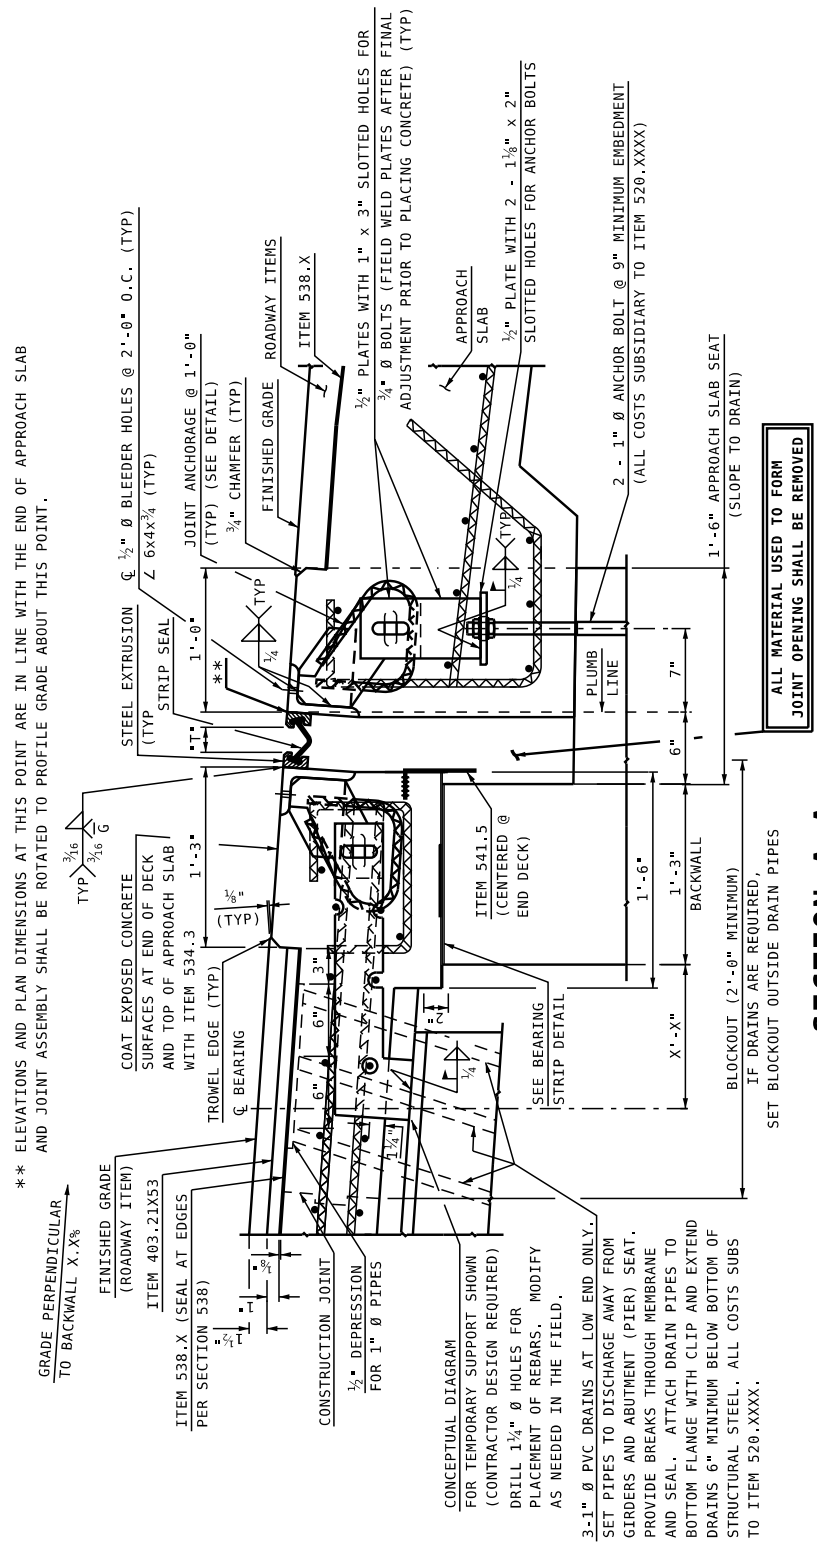 ** ELEVATIONS AND PLAN DIMENSIONS AT THIS POINT ARE IN LINE WITH THE END OF APPROACH SLAB
AND JOINT ASSEMBLY SHALL BE ROTATED TO PROFILE GRADE ABOUT THIS POINT.
GRADE PERPENDICULAR
TO BACKWALL X.X%
FINISHED GRADE
(ROADWAY ITEM)
ITEM 403.21X53
ITEM 538.X (SEAL AT EDGES
PER SECTION 538)
1½"
1"
⅛"
CONSTRUCTION JOINT
½" DEPRESSION
FOR 1" Ø PIPES
CONCEPTUAL DIAGRAM
FOR TEMPORARY SUPPORT SHOWN
(CONTRACTOR DESIGN REQUIRED)
DRILL 1¼" Ø HOLES FOR
PLACEMENT OF REBARS. MODIFY
AS NEEDED IN THE FIELD.
3-1" Ø PVC DRAINS AT LOW END ONLY.
SET PIPES TO DISCHARGE AWAY FROM
GIRDERS AND ABUTMENT (PIER) SEAT.
PROVIDE BREAKS THROUGH MEMBRANE
AND SEAL. ATTACH DRAIN PIPES TO
BOTTOM FLANGE WITH CLIP AND EXTEND
DRAINS 6" MINIMUM BELOW BOTTOM OF
STRUCTURAL STEEL. ALL COSTS SUBS
TO ITEM 520.XXXX.
COAT EXPOSED CONCRETE
SURFACES AT END OF DECK
AND TOP OF APPROACH SLAB
WITH ITEM 534.3
TROWEL EDGE (TYP)
℄ BEARING
⅛"
(TYP)
1'-3"
TYP
3/16
3/16
G
6"
6"
3"
1¼"
¼
2"
SEE BEARING
STRIP DETAIL
ITEM 541.5
(CENTERED @
END DECK)
STEEL EXTRUSION
(TYP
STRIP SEAL
"T"
**
1'-0"
¼
TYP
℄ ½" Ø BLEEDER HOLES @ 2'-0" O.C. (TYP)
∠ 6x4x¾ (TYP)
JOINT ANCHORAGE @ 1'-0"
(TYP) (SEE DETAIL)
¾" CHAMFER (TYP)
FINISHED GRADE
ROADWAY ITEMS
ITEM 538.X
½" PLATES WITH 1" x 3" SLOTTED HOLES FOR
¾" Ø BOLTS (FIELD WELD PLATES AFTER FINAL
ADJUSTMENT PRIOR TO PLACING CONCRETE) (TYP)
APPROACH
SLAB
½" PLATE WITH 2 - 1⅛" x 2"
SLOTTED HOLES FOR ANCHOR BOLTS
¼
TYP
2 - 1" Ø ANCHOR BOLT @ 9" MINIMUM EMBEDMENT
(ALL COSTS SUBSIDIARY TO ITEM 520.XXXX)
PLUMB
LINE
7"
6"
1'-6"
1'-3"
BACKWALL
X'-X"
1'-6" APPROACH SLAB SEAT
(SLOPE TO DRAIN)
BLOCKOUT (2'-0" MINIMUM)
IF DRAINS ARE REQUIRED,
SET BLOCKOUT OUTSIDE DRAIN PIPES
ALL MATERIAL USED TO FORM
JOINT OPENING SHALL BE REMOVED